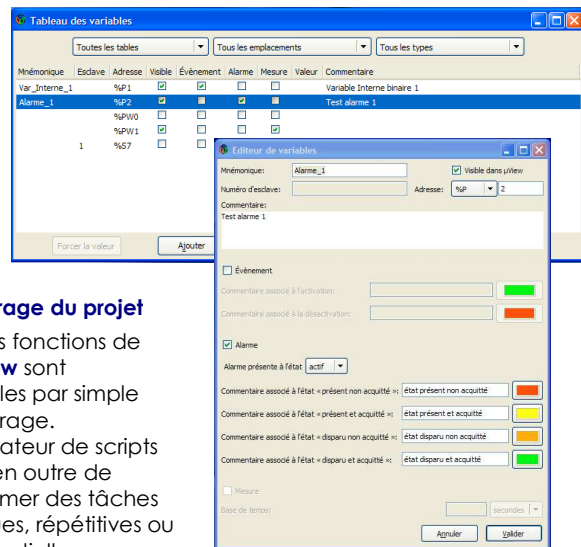 Tableau des variables
Toutes les tables Tous les emplacements Tous les types
Mnémonique Esclave Adresse Visible Évènement Alarme Mesure Valeur Commentaire
Var_Interne_1 %P1 Variable Interne binaire 1
Alarme_1 %P2 Test alarme 1
%PW0
%PW1
1 %S7
Forcer la valeur Ajouter
Editeur de variables
Mnémonique: Alarme_1 Visible dans µView
Numéro d'esclave: Adresse: %P 2
Commentaire:
Test alarme 1
Évènement
Commentaire associé à l'activation:
Commentaire associé à la désactivation:
Alarme
Alarme présente à l'état actif
Commentaire associé à l'état « présent non acquitté »: état présent non acquitté
Commentaire associé à l'état « présent et acquitté »: état présent et acquitté
Commentaire associé à l'état « disparu non acquitté »: état disparu non acquitté
Commentaire associé à l'état « disparu et acquitté »: état disparu et acquitté
Mesure
Base de temps: secondes
Annuler Valider
rage du projet
s fonctions de
w sont
les par simple
rage.
rateur de scripts
en outre de
mer des tâches
ues, répétitives ou